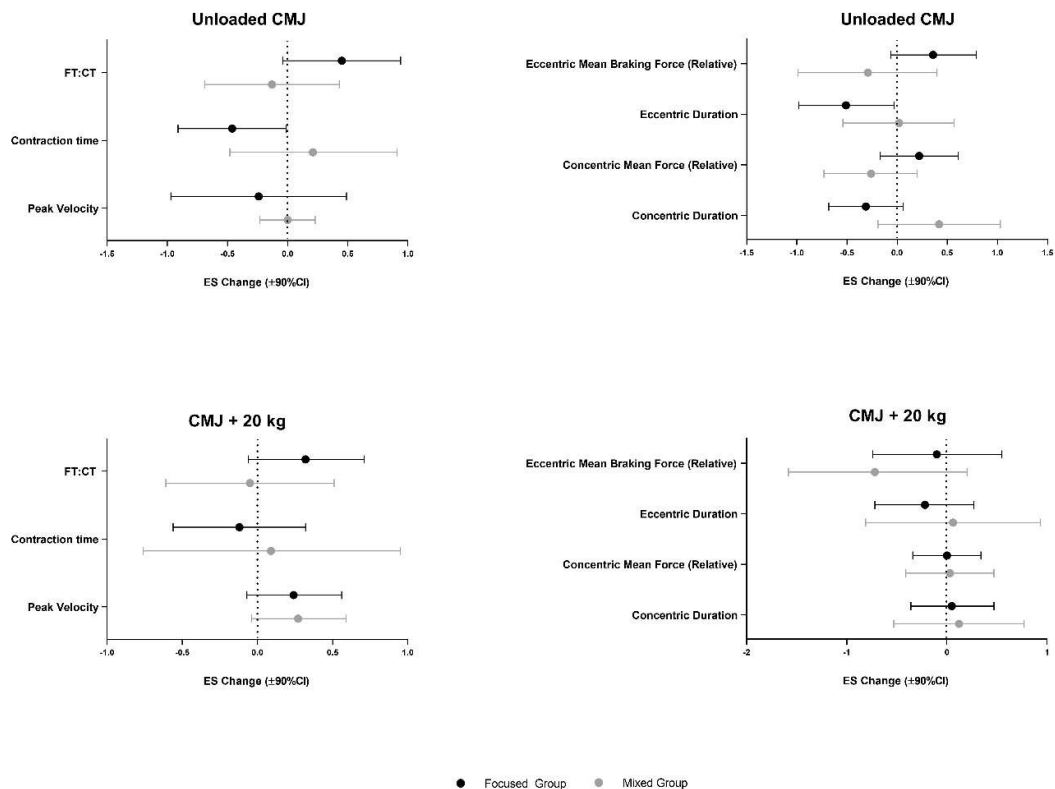 Unloaded CMJ
FT:CT
Contraction time
Peak Velocity
-1.5 -1.0 -0.5 0.0 0.5 1.0
ES Change (±90%CI)
Unloaded CMJ
Eccentric Mean Braking Force (Relative)
Eccentric Duration
Concentric Mean Force (Relative)
Concentric Duration
-1.5 -1.0 -0.5 0.0 0.5 1.0 1.5
ES Change (±90%CI)
CMJ + 20 kg
FT:CT
Contraction time
Peak Velocity
-1.0 -0.5 0.0 0.5 1.0
ES Change (±90%CI)
CMJ + 20 kg
Eccentric Mean Braking Force (Relative)
Eccentric Duration
Concentric Mean Force (Relative)
Concentric Duration
-2 -1 0 1
ES Change (±90%CI)
Focused Group Mixed Group